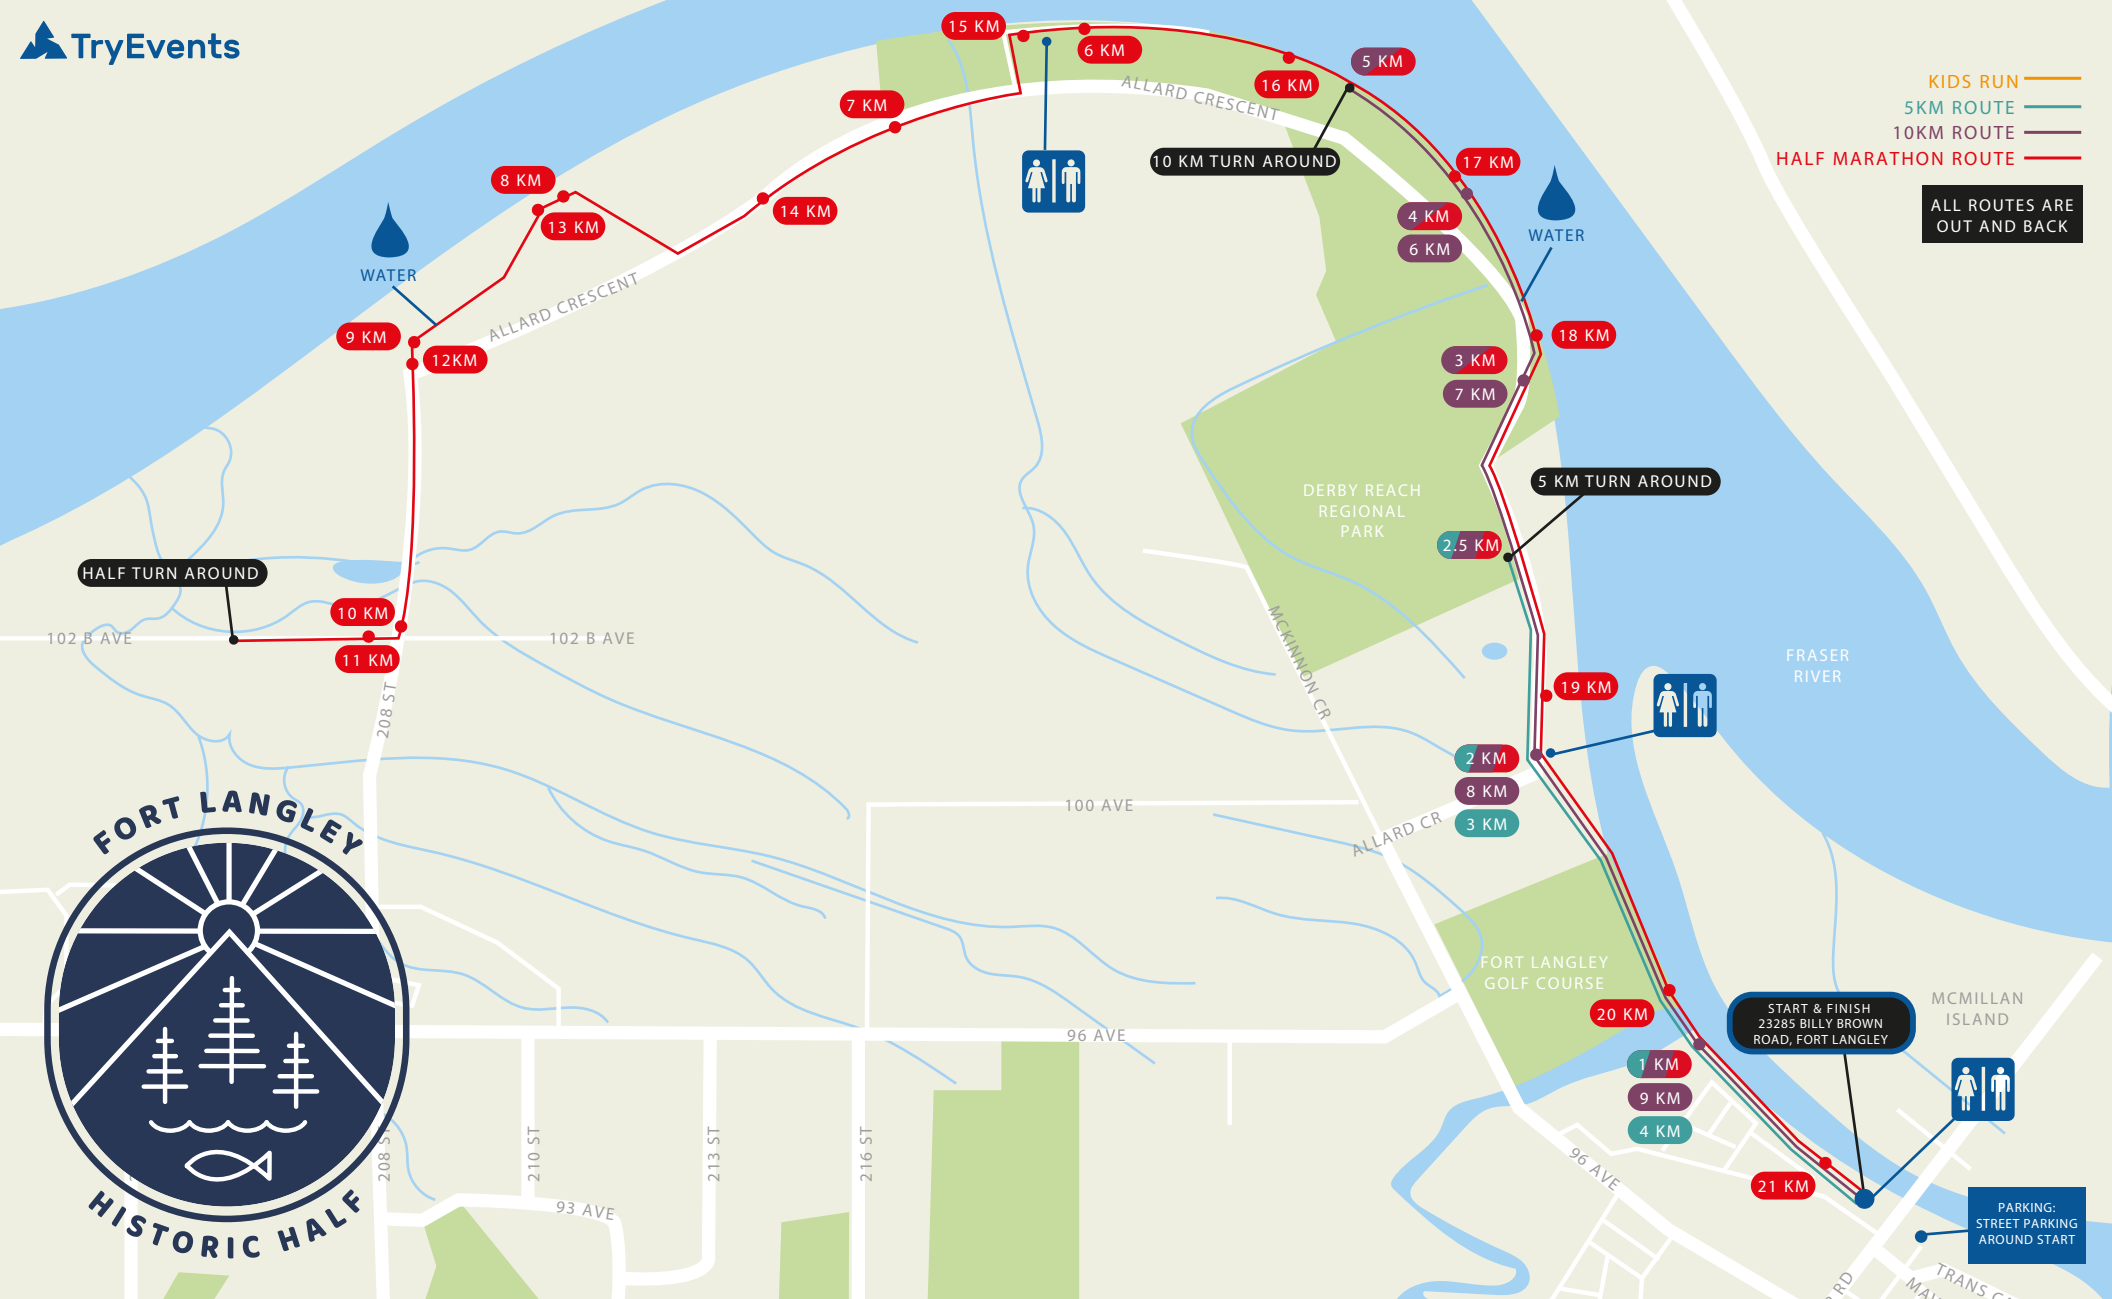 TryEvents
15 KM
6 KM
5 KM
16 KM
ALLARD CRESCENT
7 KM
KIDS RUN
5KM ROUTE
10KM ROUTE
HALF MARATHON ROUTE
ALL ROUTES ARE
OUT AND BACK
10 KM TURN AROUND
17 KM
8 KM
13 KM
14 KM
4 KM
6 KM
WATER
WATER
ALLARD CRESCENT
9 KM
12KM
18 KM
3 KM
7 KM
DERBY REACH
REGIONAL
PARK
5 KM TURN AROUND
2.5 KM
HALF TURN AROUND
10 KM
11 KM
102 B AVE
102 B AVE
208 ST
MCKINNON CR
FRASER
RIVER
19 KM
2 KM
8 KM
3 KM
100 AVE
ALLARD CR
FORT LANGLEY
HISTORIC HALF
FORT LANGLEY
GOLF COURSE
20 KM
START & FINISH
23285 BILLY BROWN
ROAD, FORT LANGLEY
MCMILLAN
ISLAND
96 AVE
1 KM
9 KM
4 KM
208 ST
210 ST
213 ST
216 ST
96 AVE
21 KM
93 AVE
PARKING:
STREET PARKING
AROUND START
RD
TRANS